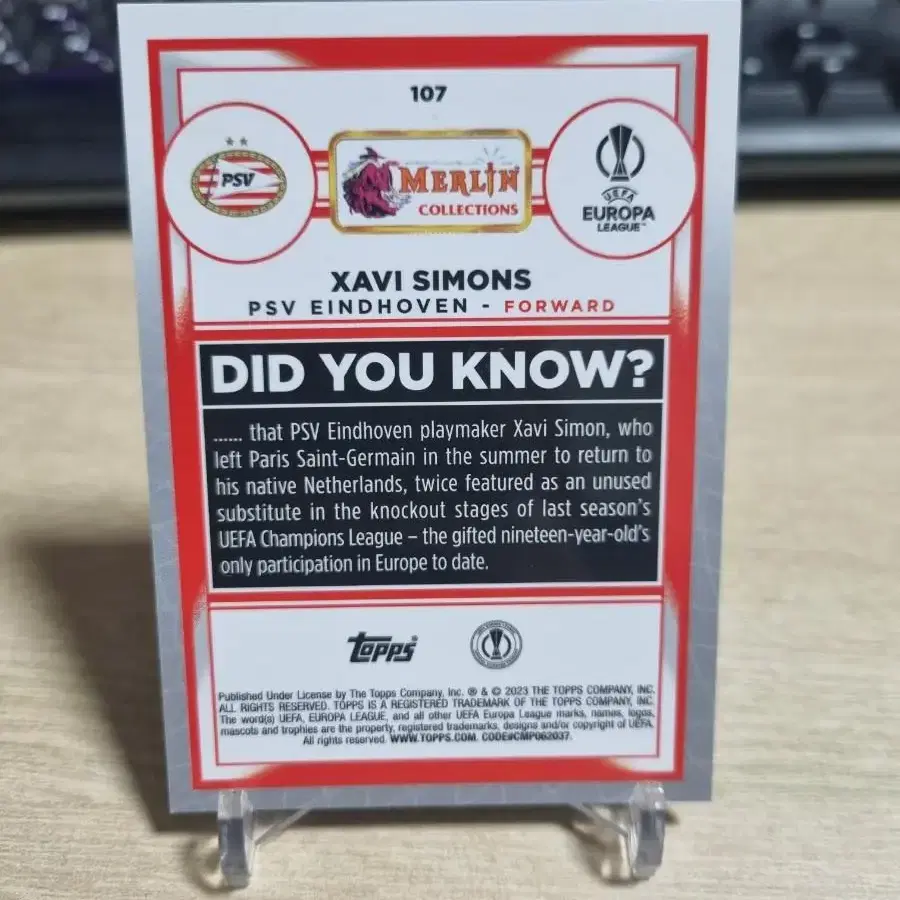 107
PSV
MERLIN
COLLECTIONS
UEFA
EUROPA
LEAGUE™
XAVI SIMONS
PSV EINDHOVEN - FORWARD
DID YOU KNOW?
...... that PSV Eindhoven playmaker Xavi Simon, who
left Paris Saint-Germain in the summer to return to
his native Netherlands, twice featured as an unused
substitute in the knockout stages of last season's
UEFA Champions League – the gifted nineteen-year-old's
only participation in Europe to date.
topps®
Published Under License by The Topps Company, Inc. ® & © 2023 THE TOPPS COMPANY, INC.
ALL RIGHTS RESERVED. TOPPS IS A REGISTERED TRADEMARK OF THE TOPPS COMPANY, INC.
The word(s) UEFA, EUROPA LEAGUE, and all other UEFA Europa League marks, names, logos,
mascots and trophies are the property, registered trademarks, designs and/or copyright of UEFA.
All rights reserved. WWW.TOPPS.COM. CODE#CMP062037.